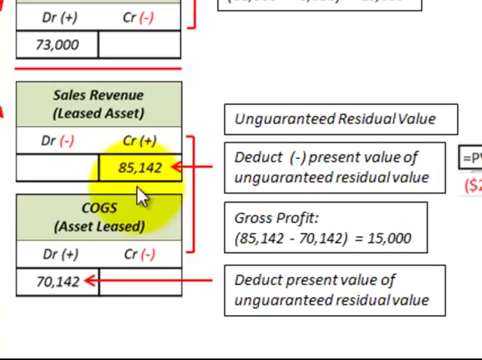 Dr (+) Cr (-)
73,000
Sales Revenue
(Leased Asset)
Dr (-) Cr (+)
85,142
COGS
(Asset Leased)
Dr (+) Cr (-)
70,142
Unguaranteed Residual Value
Deduct (-) present value of
unguaranteed residual value
Gross Profit:
(85,142 - 70,142) = 15,000
Deduct present value of
unguaranteed residual value